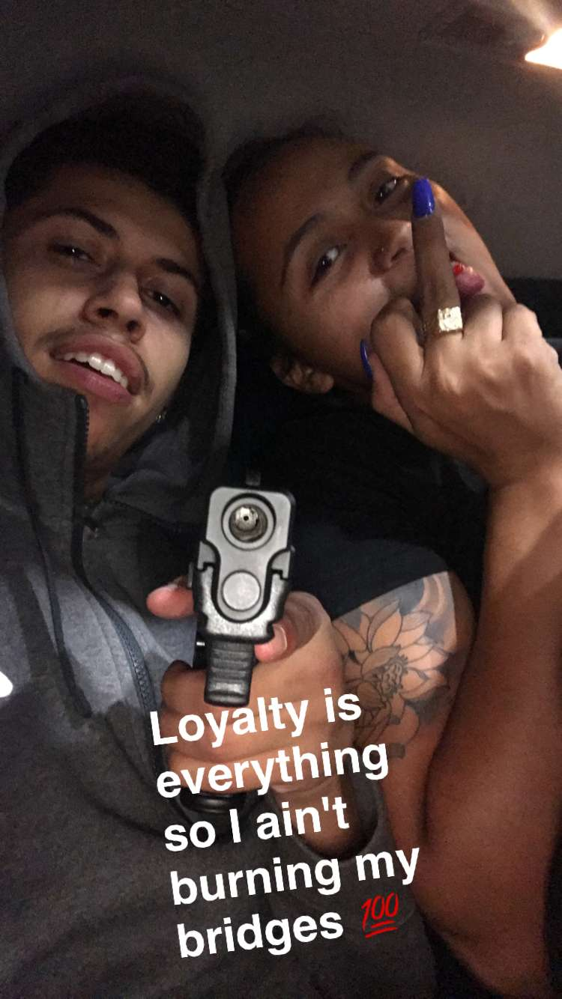 Loyalty is
everything
so I ain't
burning my
bridges 💯